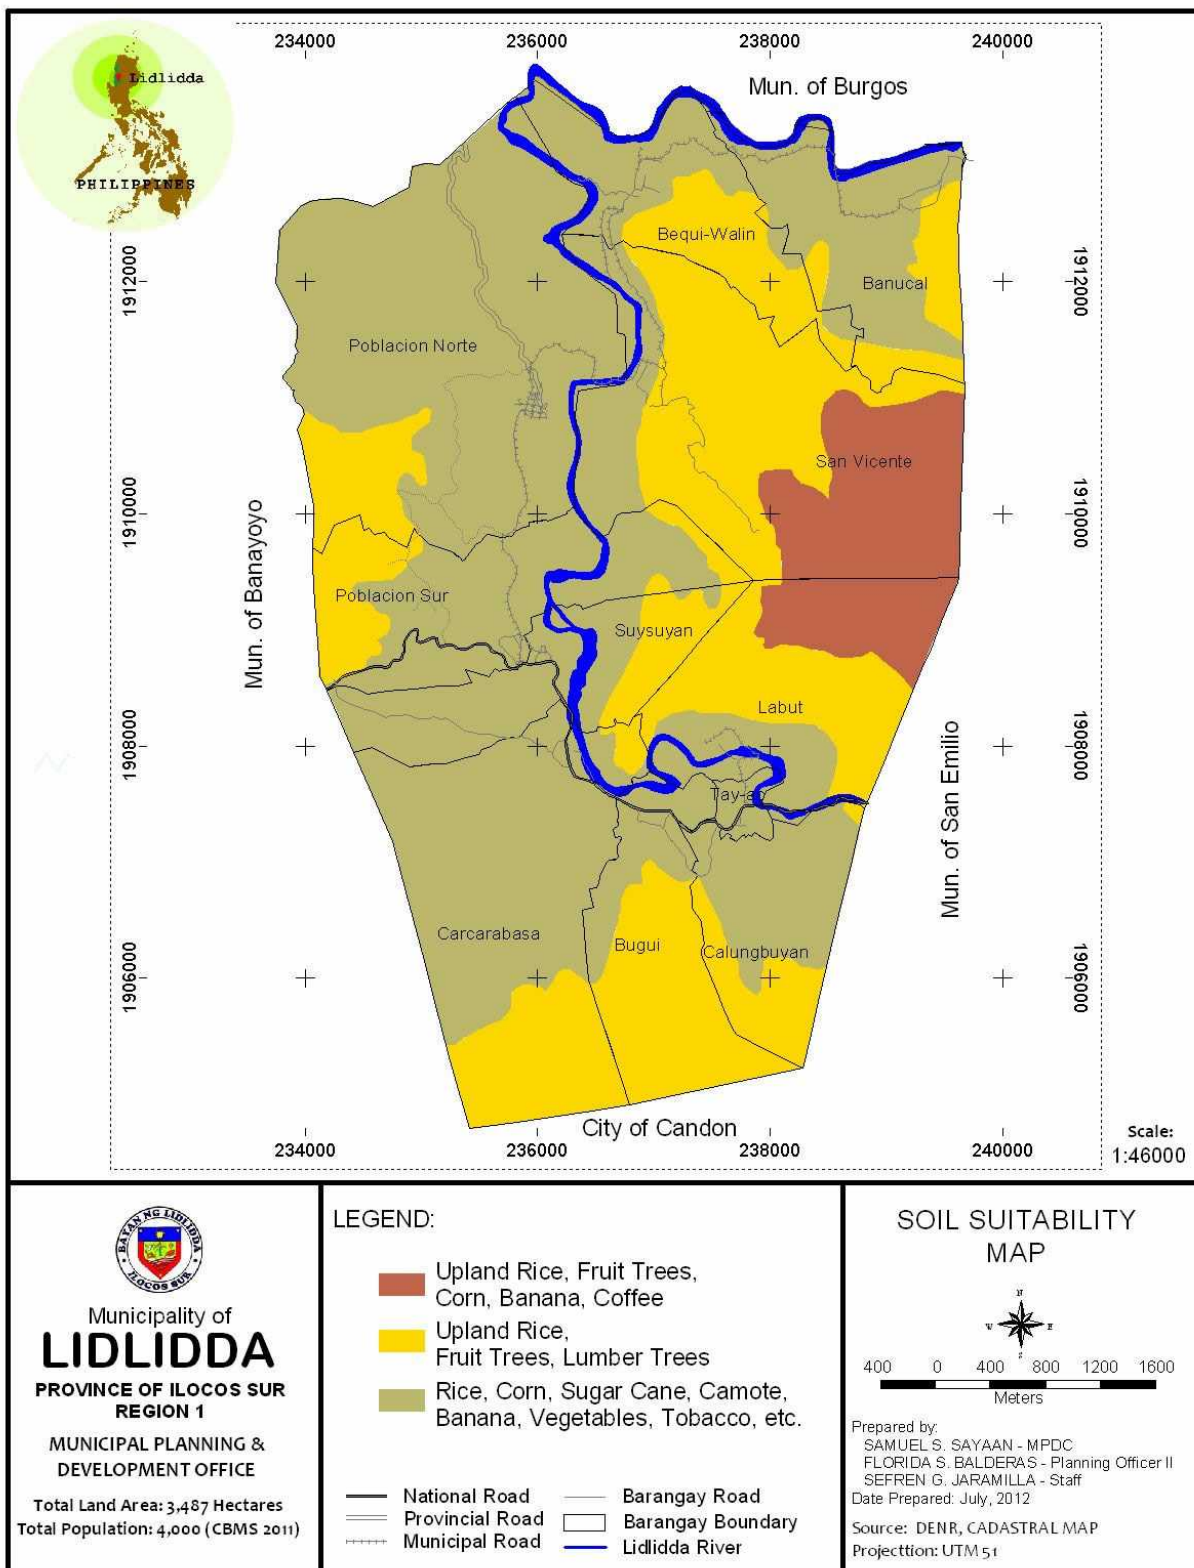 Lidlidda
PHILIPPINES
234000
236000
238000
240000
Mun. of Burgos
Bequi-Walin
1912000
1912000
Banucal
Poblacion Norte
San Vicente
1910000
1910000
Mun. of Banayoyo
Poblacion Sur
Suysuyan
Labut
1908000
1908000
Tay-ac
Mun. of San Emilio
Carcarabasa
Bugui
Calungbuyan
1906000
1906000
City of Candon
234000
236000
238000
240000
Scale:
1:46000
BAYAN NG LIDLIDDA
ILOCOS SUR
Municipality of
LIDLIDDA
PROVINCE OF ILOCOS SUR
REGION 1
MUNICIPAL PLANNING &
DEVELOPMENT OFFICE
Total Land Area: 3,487 Hectares
Total Population: 4,000 (CBMS 2011)
LEGEND:
Upland Rice, Fruit Trees,
Corn, Banana, Coffee
Upland Rice,
Fruit Trees, Lumber Trees
Rice, Corn, Sugar Cane, Camote,
Banana, Vegetables, Tobacco, etc.
National Road
Provincial Road
Municipal Road
Barangay Road
Barangay Boundary
Lidlidda River
SOIL SUITABILITY
MAP
N
W E
S
400 0 400 800 1200 1600
Meters
Prepared by:
SAMUEL S. SAYAAN - MPDC
FLORIDA S. BALDERAS - Planning Officer II
SEFREN G. JARAMILLA - Staff
Date Prepared: July, 2012
Source: DENR, CADASTRAL MAP
Projecttion: UTM 51